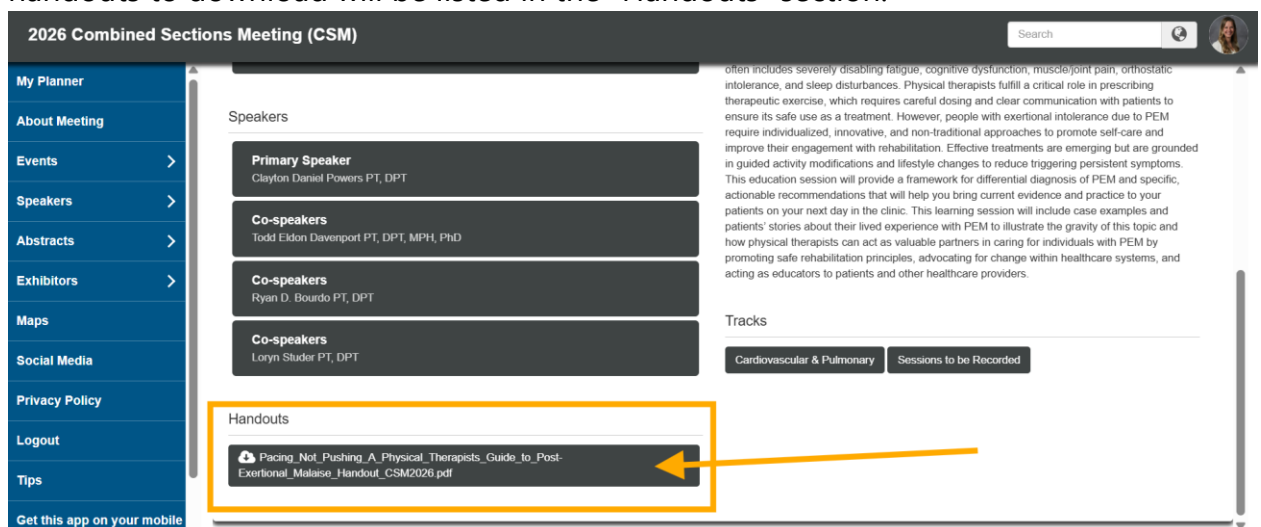 handouts to download will be listed in the "Handouts" section.
2026 Combined Sections Meeting (CSM)
Search
My Planner
About Meeting
Events
Speakers
Abstracts
Exhibitors
Maps
Social Media
Privacy Policy
Logout
Tips
Get this app on your mobile
Speakers
Primary Speaker
Clayton Daniel Powers PT, DPT
Co-speakers
Todd Eldon Davenport PT, DPT, MPH, PhD
Co-speakers
Ryan D. Bourdo PT, DPT
Co-speakers
Loryn Studer PT, DPT
Handouts
Pacing_Not_Pushing_A_Physical_Therapists_Guide_to_Post-
Exertional_Malaise_Handout_CSM2026.pdf
often includes severely disabling fatigue, cognitive dysfunction, muscle/joint pain, orthostatic
intolerance, and sleep disturbances. Physical therapists fulfill a critical role in prescribing
therapeutic exercise, which requires careful dosing and clear communication with patients to
ensure its safe use as a treatment. However, people with exertional intolerance due to PEM
require individualized, innovative, and non-traditional approaches to promote self-care and
improve their engagement with rehabilitation. Effective treatments are emerging but are grounded
in guided activity modifications and lifestyle changes to reduce triggering persistent symptoms.
This education session will provide a framework for differential diagnosis of PEM and specific,
actionable recommendations that will help you bring current evidence and practice to your
patients on your next day in the clinic. This learning session will include case examples and
patients' stories about their lived experience with PEM to illustrate the gravity of this topic and
how physical therapists can act as valuable partners in caring for individuals with PEM by
promoting safe rehabilitation principles, advocating for change within healthcare systems, and
acting as educators to patients and other healthcare providers.
Tracks
Cardiovascular & Pulmonary
Sessions to be Recorded